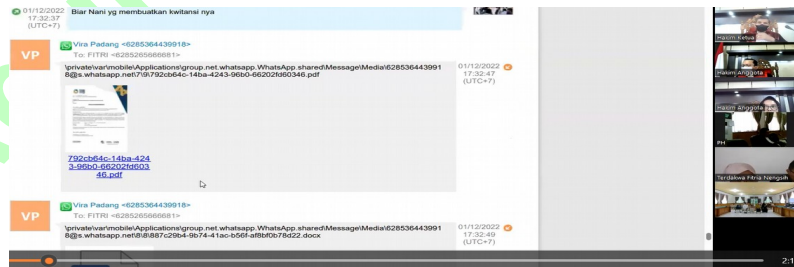 01/12/2022
17:32:37
(UTC+7)
Biar Nani yg membuatkan kwitansi nya
VP
Vira Padang <6285364439918>
To: FITRI <6285265666681>
\private\var\mobile\Applications\group.net.whatsapp.WhatsApp.shared\Message\Media\628536443991
8@s.whatsapp.net\7\9\792cb64c-14ba-4243-96b0-66202fd60346.pdf
01/12/2022
17:32:47
(UTC+7)
792cb64c-14ba-424
3-96b0-66202fd603
46.pdf
VP
Vira Padang <6285364439918>
To: FITRI <6285265666681>
\private\var\mobile\Applications\group.net.whatsapp.WhatsApp.shared\Message\Media\628536443991
8@s.whatsapp.net\8\8\887c29b4-9b74-41ac-b56f-af8bf0b78d22.docx
01/12/2022
17:32:49
(UTC+7)
Hakim Ketua
Hakim Anggota
Hakim Anggota
PH
Terdakwa Fitria Nengsih
2:1